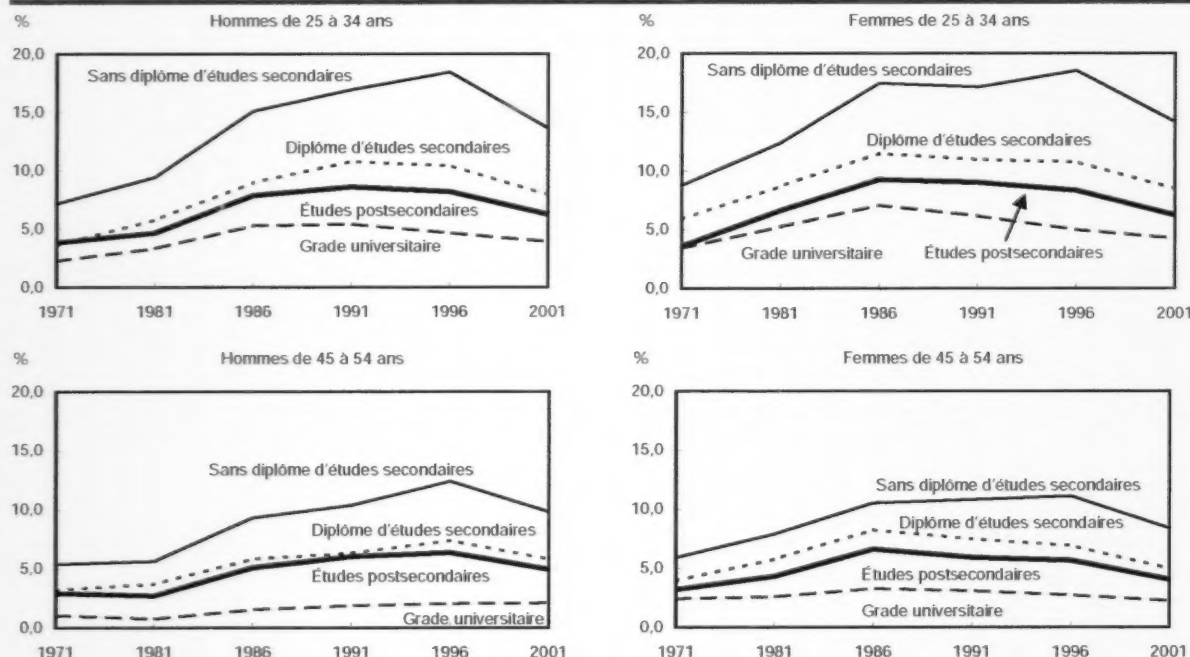 % Hommes de 25 à 34 ans
20,0
Sans diplôme d'études secondaires
15,0
Diplôme d'études secondaires
10,0
Études postsecondaires
5,0
Grade universitaire
0,0
1971 1981 1986 1991 1996 2001
% Femmes de 25 à 34 ans
20,0
Sans diplôme d'études secondaires
15,0
Diplôme d'études secondaires
10,0
5,0
Grade universitaire Études postsecondaires
0,0
1971 1981 1986 1991 1996 2001
% Hommes de 45 à 54 ans
20,0
15,0
Sans diplôme d'études secondaires
10,0
Diplôme d'études secondaires
5,0
Études postsecondaires
Grade universitaire
0,0
1971 1981 1986 1991 1996 2001
% Femmes de 45 à 54 ans
20,0
15,0
Sans diplôme d'études secondaires
10,0
Diplôme d'études secondaires
5,0
Études postsecondaires
Grade universitaire
0,0
1971 1981 1986 1991 1996 2001